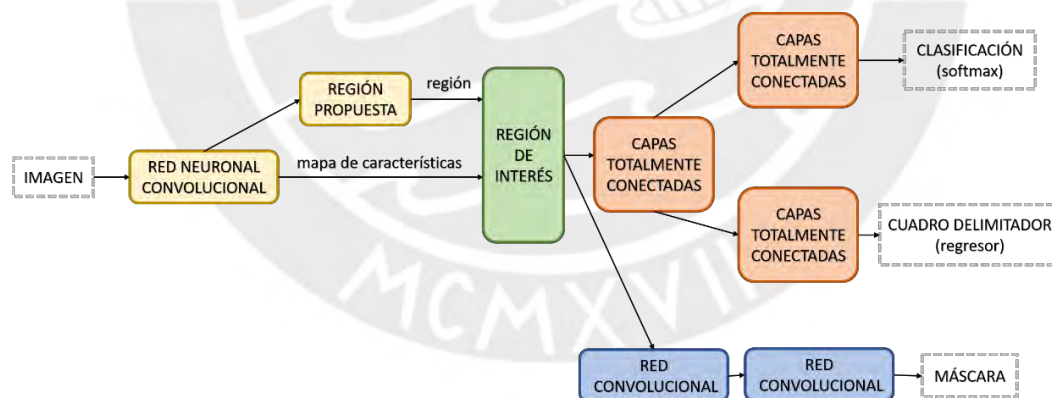 CAPAS
TOTALMENTE
CONECTADAS
CLASIFICACIÓN
(softmax)
REGIÓN
PROPUESTA
región
REGIÓN
DE
INTERÉS
IMAGEN
RED NEURONAL
CONVOLUCIONAL
mapa de características
CAPAS
TOTALMENTE
CONECTADAS
CAPAS
TOTALMENTE
CONECTADAS
CUADRO DELIMITADOR
(regresor)
RED
CONVOLUCIONAL
RED
CONVOLUCIONAL
MÁSCARA
MCMXVII